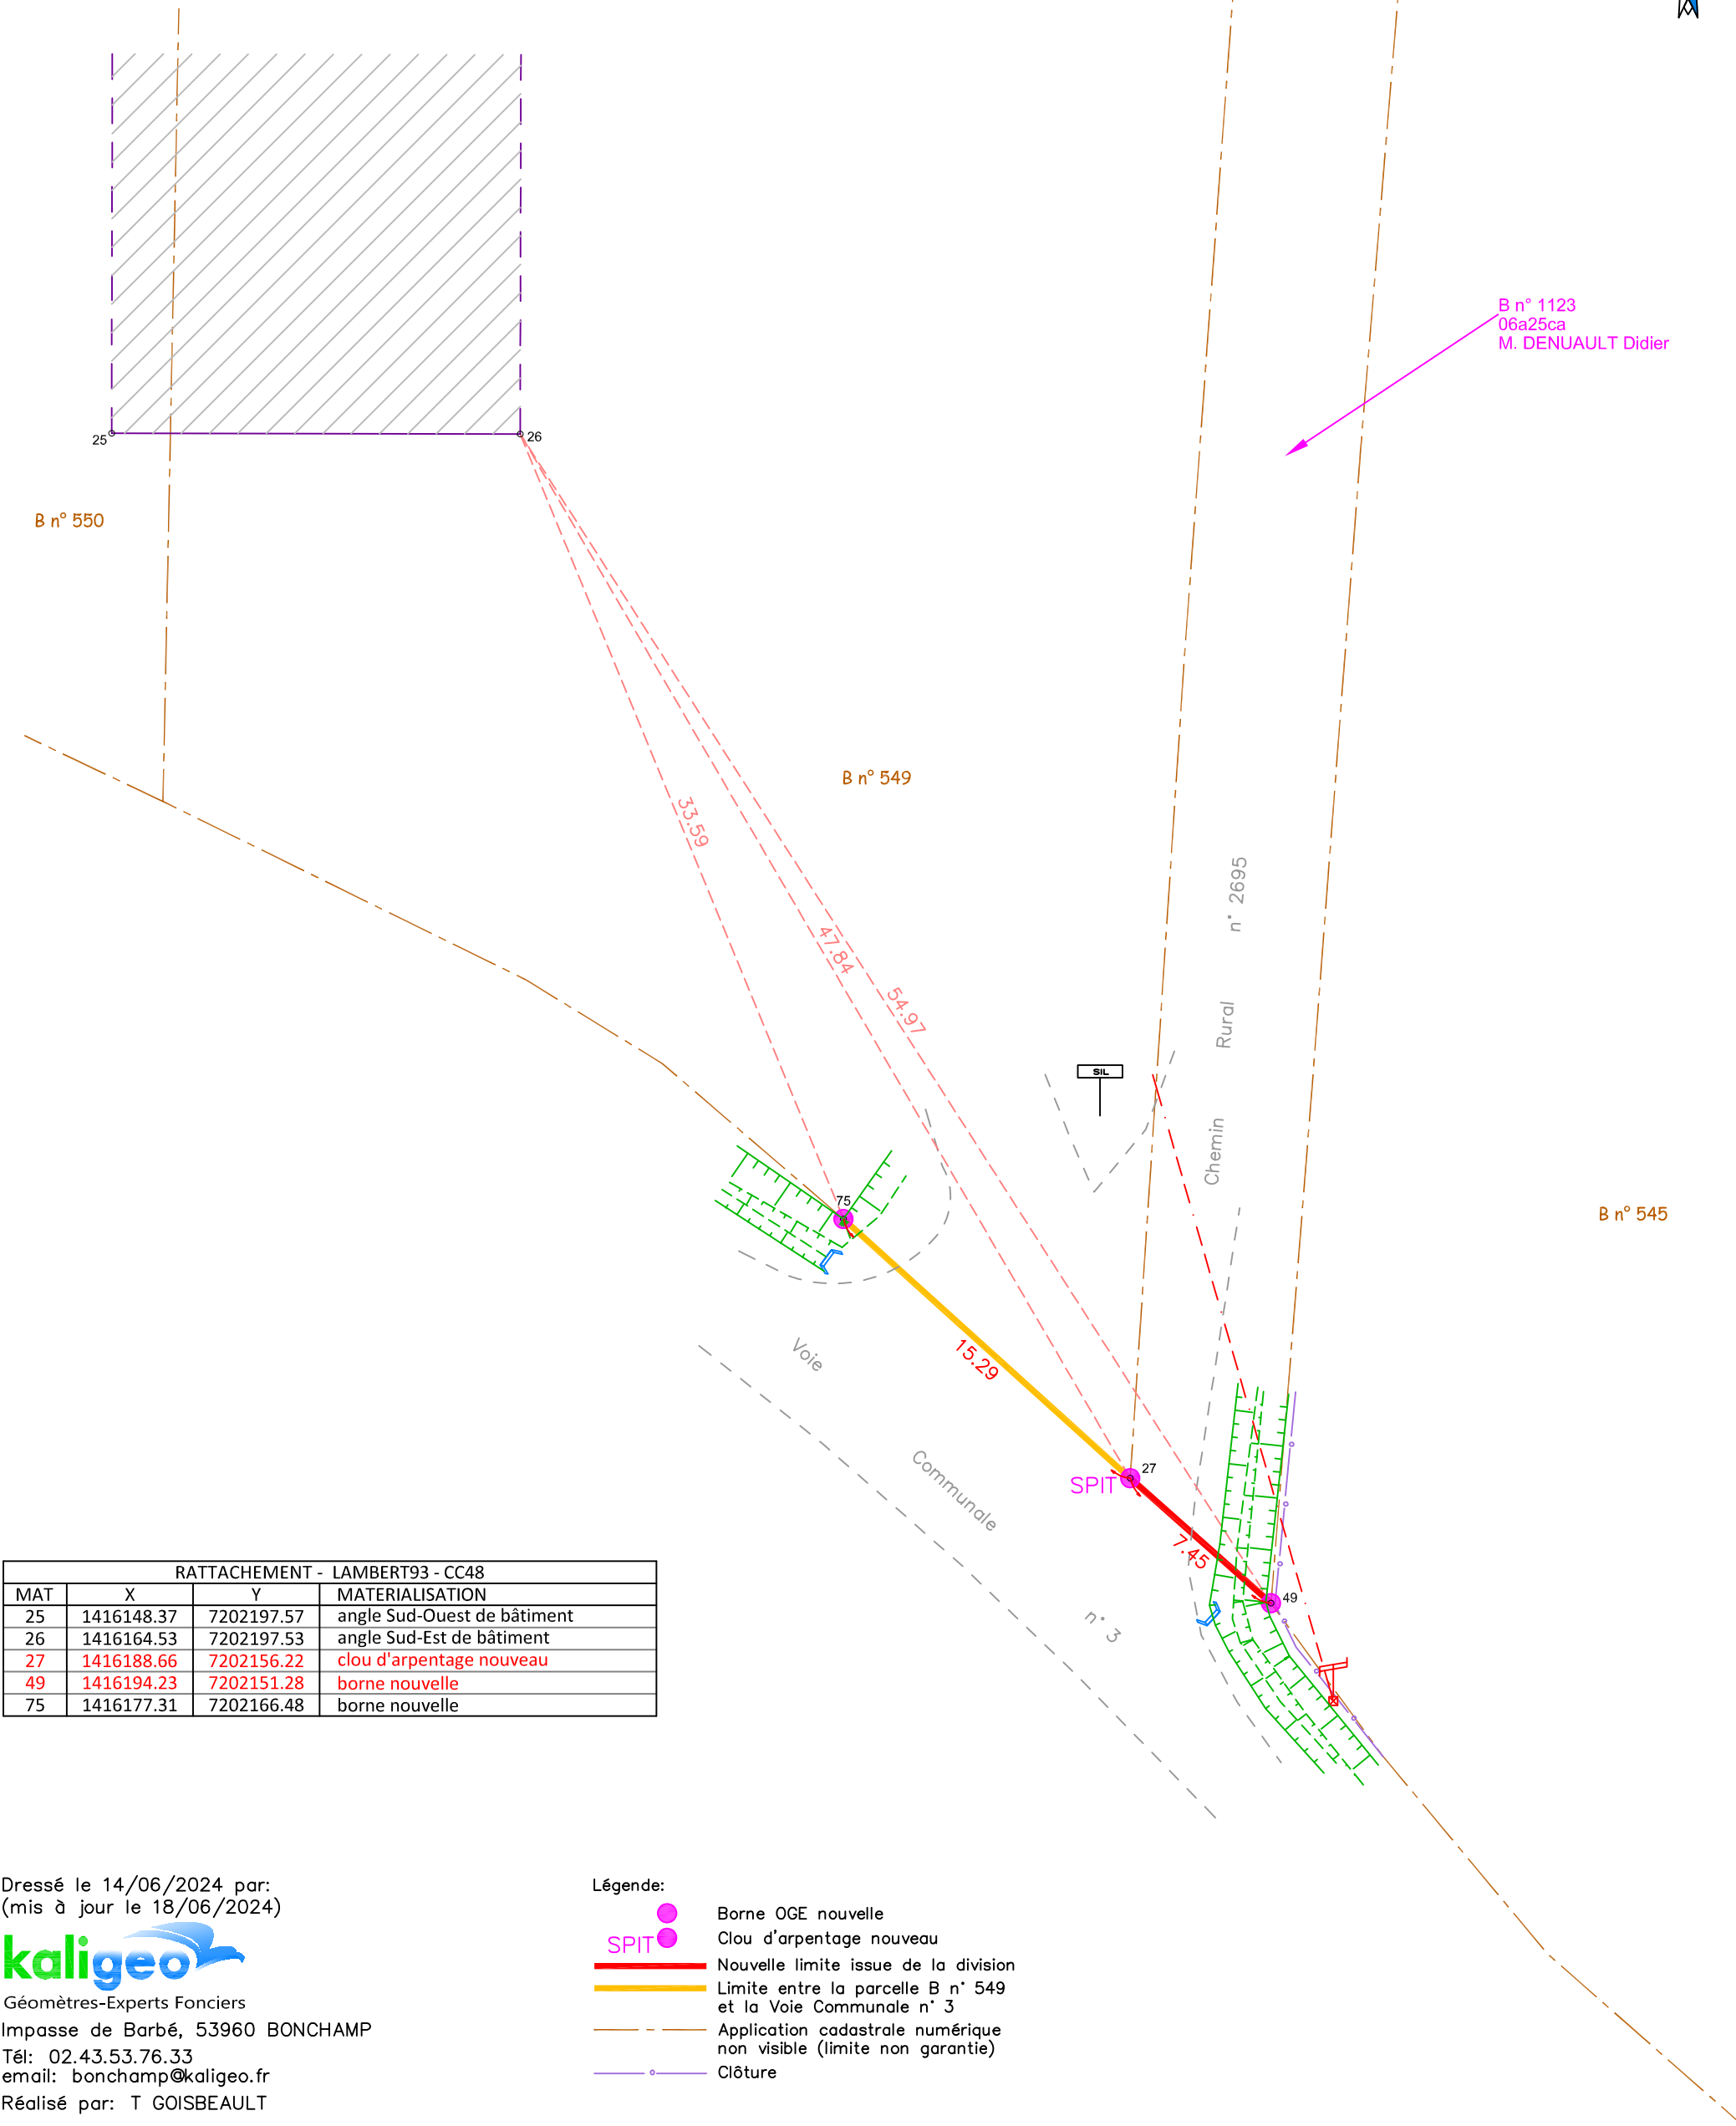 B n° 1123
06a25ca
M. DENUAULT Didier
25
26
B n° 550
B n° 549
33.59
47.84
54.97
n° 2695
Rural
Chemin
SIL
75
B n° 545
15.29
Voie
Communale
n° 3
27
SPIT
7.45
49
RATTACHEMENT - LAMBERT93 - CC48
MAT X Y MATERIALISATION
25 1416148.37 7202197.57 angle Sud-Ouest de bâtiment
26 1416164.53 7202197.53 angle Sud-Est de bâtiment
27 1416188.66 7202156.22 clou d'arpentage nouveau
49 1416194.23 7202151.28 borne nouvelle
75 1416177.31 7202166.48 borne nouvelle
Dressé le 14/06/2024 par:
(mis à jour le 18/06/2024)
kaligeo
Géomètres-Experts Fonciers
Impasse de Barbé, 53960 BONCHAMP
Tél: 02.43.53.76.33
email: bonchamp@kaligeo.fr
Réalisé par: T GOISBEAULT
Légende:
Borne OGE nouvelle
SPIT Clou d'arpentage nouveau
Nouvelle limite issue de la division
Limite entre la parcelle B n° 549
et la Voie Communale n° 3
Application cadastrale numérique
non visible (limite non garantie)
Clôture